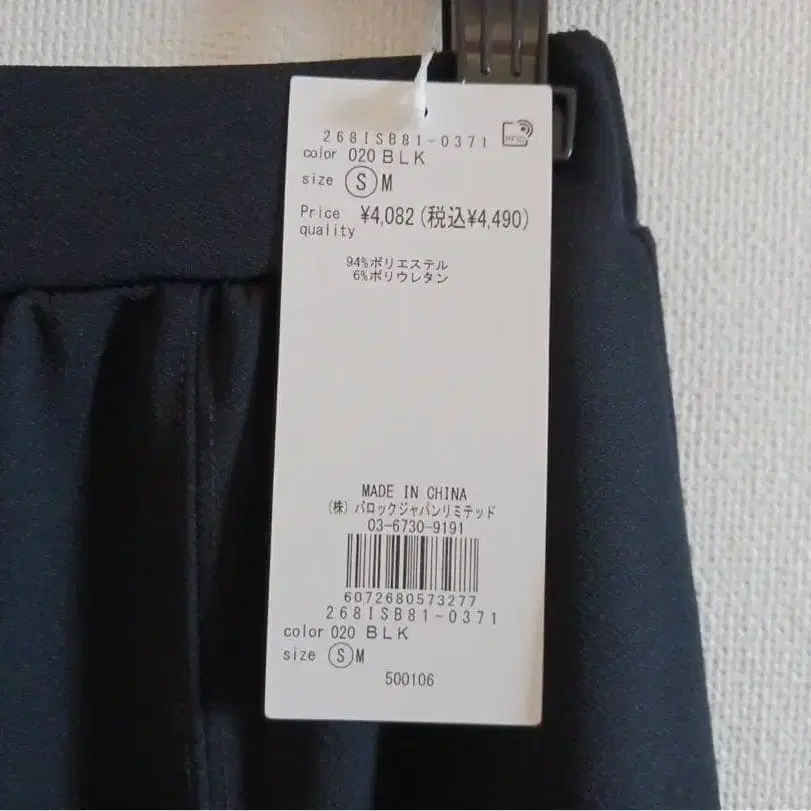 268ISB81-0371 RFID
color 020 BLK
size Ⓢ M
Price ¥4,082 (税込¥4,490)
quality
94%ポリエステル
6%ポリウレタン
MADE IN CHINA
(株) バロックジャパンリミテッド
03-6730-9191
6072680573277
268ISB81-0371
color 020 BLK
size Ⓢ M
500106